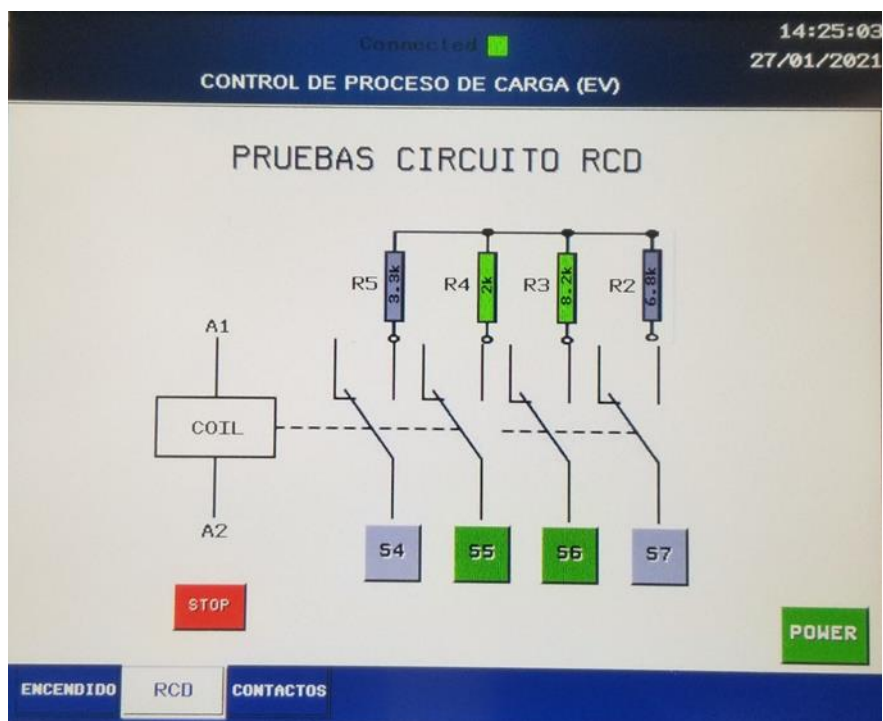 Connected
14:25:03
27/01/2021
CONTROL DE PROCESO DE CARGA (EV)
PRUEBAS CIRCUITO RCD
R5 3.3k R4 2k R3 8.2k R2 6.8k
A1
COIL
A2
S4 S5 S6 S7
STOP
POWER
ENCENDIDO RCD CONTACTOS